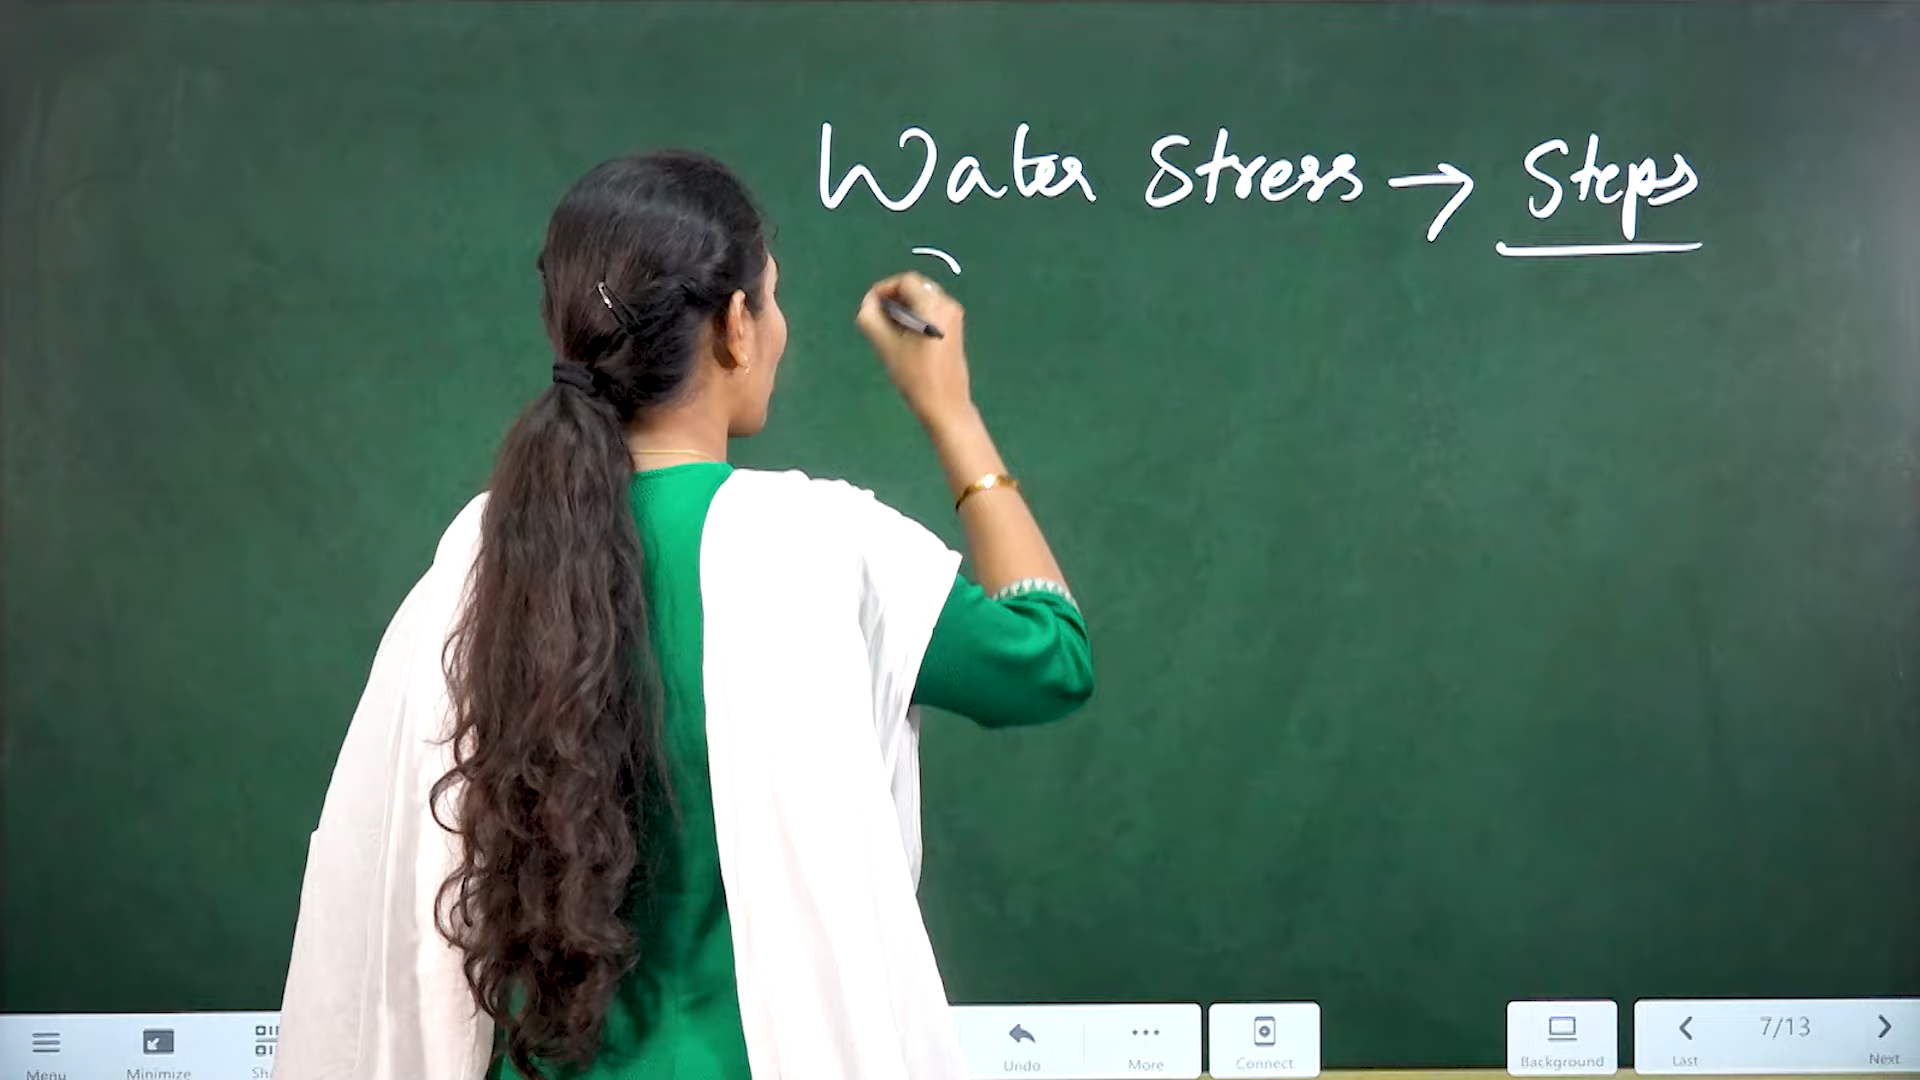 Water Stress → Steps
Menu
Minimize
Undo
More
Connect
Background
Last
7/13
Next